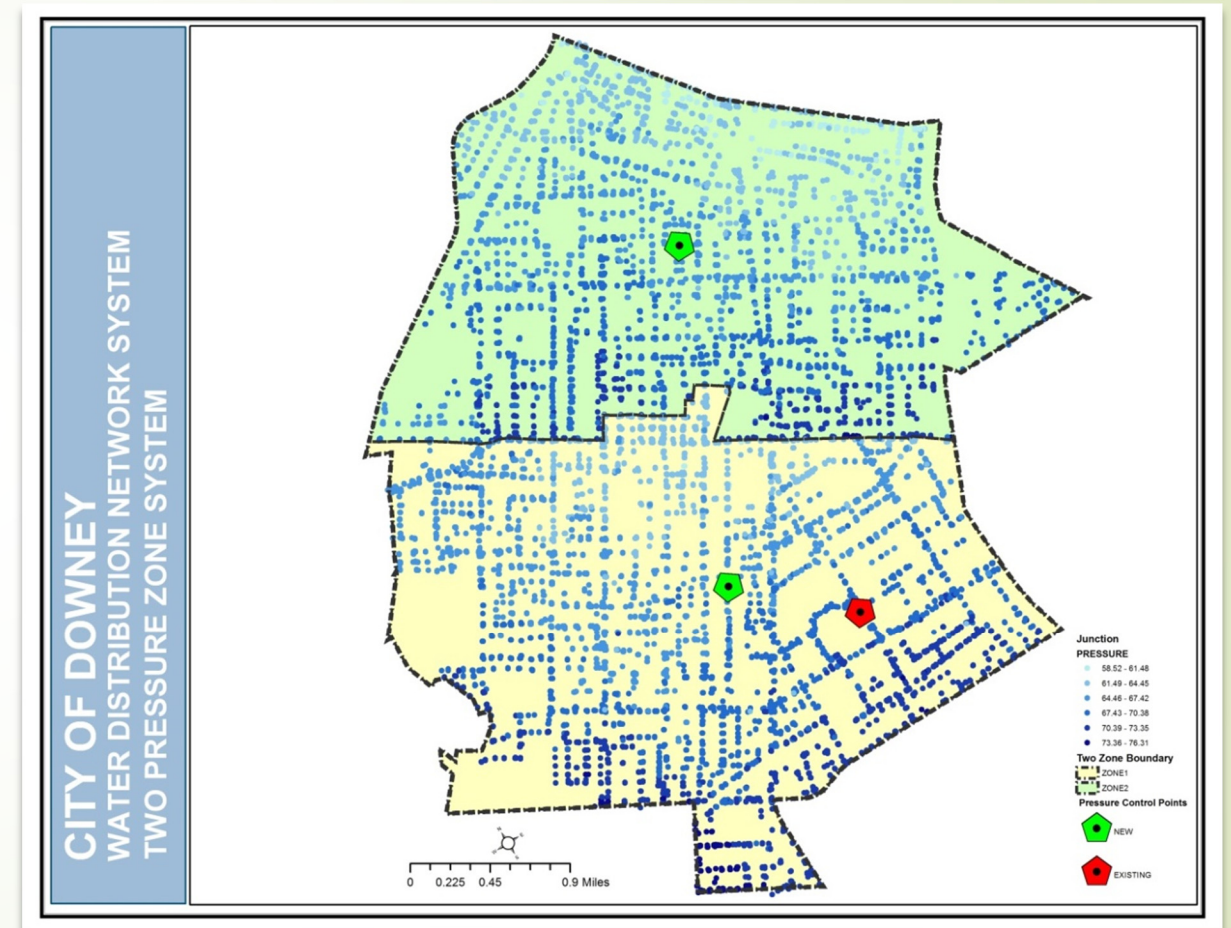 CITY OF DOWNEY
WATER DISTRIBUTION NETWORK SYSTEM
TWO PRESSURE ZONE SYSTEM
0 0.225 0.45 0.9 Miles
Junction
PRESSURE
58.52 - 61.48
61.49 - 64.45
64.46 - 67.42
67.43 - 70.38
70.39 - 73.35
73.36 - 76.31
Two Zone Boundary
ZONE1
ZONE2
Pressure Control Points
NEW
EXISTING